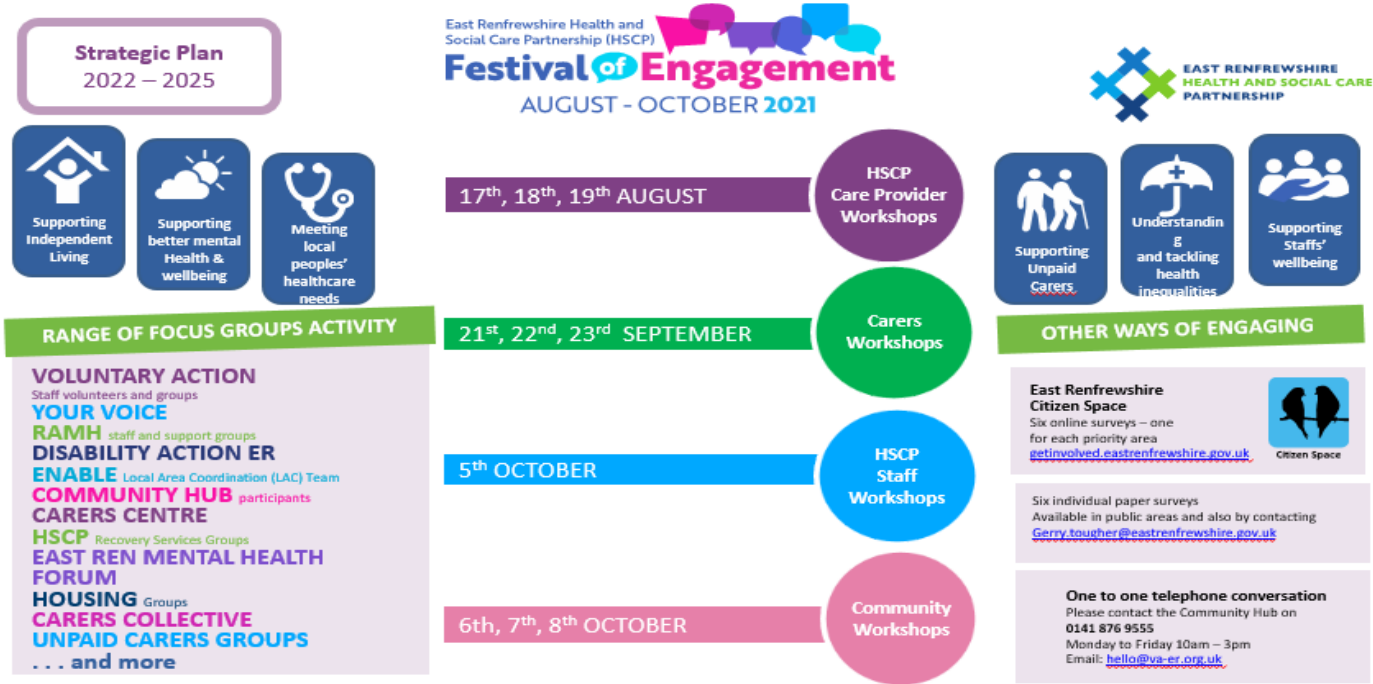 Strategic Plan
2022 – 2025
East Renfrewshire Health and
Social Care Partnership (HSCP)
Festival of Engagement
AUGUST - OCTOBER 2021
EAST RENFREWSHIRE
HEALTH AND SOCIAL CARE
PARTNERSHIP
Supporting
Independent
Living
Supporting
better mental
Health &
wellbeing
Meeting
local
peoples’
healthcare
needs
17th, 18th, 19th AUGUST
HSCP
Care Provider
Workshops
21st, 22nd, 23rd SEPTEMBER
Carers
Workshops
5th OCTOBER
HSCP
Staff
Workshops
6th, 7th, 8th OCTOBER
Community
Workshops
Supporting
Unpaid
Carers
Understandin
g
and tackling
health
inequalities
Supporting
Staffs’
wellbeing
RANGE OF FOCUS GROUPS ACTIVITY
VOLUNTARY ACTION
Staff volunteers and groups
YOUR VOICE
RAMH staff and support groups
DISABILITY ACTION ER
ENABLE Local Area Coordination (LAC) Team
COMMUNITY HUB participants
CARERS CENTRE
HSCP Recovery Services Groups
EAST REN MENTAL HEALTH
FORUM
HOUSING Groups
CARERS COLLECTIVE
UNPAID CARERS GROUPS
. . . and more
OTHER WAYS OF ENGAGING
East Renfrewshire
Citizen Space
Six online surveys – one
for each priority area
getinvolved.eastrenfrewshire.gov.uk
Citizen Space
Six individual paper surveys
Available in public areas and also by contacting
Gerry.tougher@eastrenfrewshire.gov.uk
One to one telephone conversation
Please contact the Community Hub on
0141 876 9555
Monday to Friday 10am – 3pm
Email: hello@va-er.org.uk